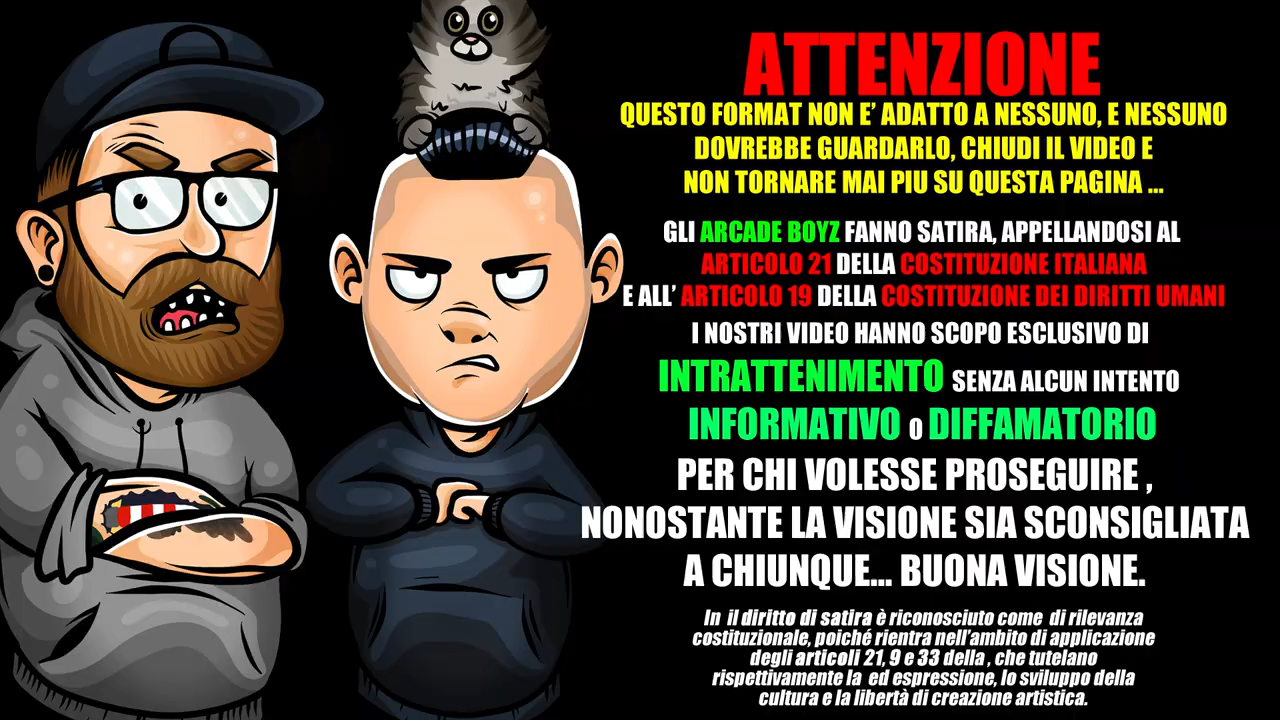 ATTENZIONE
QUESTO FORMAT NON E' ADATTO A NESSUNO, E NESSUNO
DOVREBBE GUARDARLO, CHIUDI IL VIDEO E
NON TORNARE MAI PIU SU QUESTA PAGINA ...
GLI ARCADE BOYZ FANNO SATIRA, APPELLANDOSI AL
ARTICOLO 21 DELLA COSTITUZIONE ITALIANA
E ALL' ARTICOLO 19 DELLA COSTITUZIONE DEI DIRITTI UMANI
I NOSTRI VIDEO HANNO SCOPO ESCLUSIVO DI
INTRATTENIMENTO SENZA ALCUN INTENTO
INFORMATIVO O DIFFAMATORIO
PER CHI VOLESSE PROSEGUIRE ,
NONOSTANTE LA VISIONE SIA SCONSIGLIATA
A CHIUNQUE... BUONA VISIONE.
In il diritto di satira è riconosciuto come di rilevanza
costituzionale, poiché rientra nell'ambito di applicazione
degli articoli 21, 9 e 33 della , che tutelano
rispettivamente la ed espressione, lo sviluppo della
cultura e la libertà di creazione artistica.